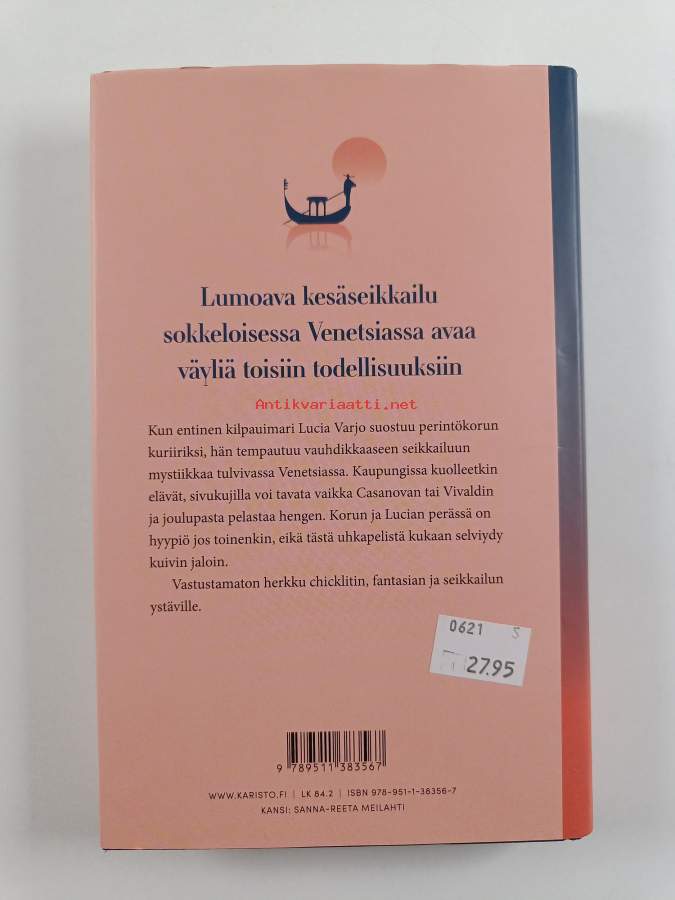 Lumoava kesäseikkailu
sokkeloisessa Venetsiassa avaa
väyliä toisiin todellisuuksiin
Antikvariaatti.net
Kun entinen kilpauimari Lucia Varjo suostuu perintökorun
kuriiriksi, hän tempautuu vauhdikkaaseen seikkailuun
mystiikkaa tulvivassa Venetsiassa. Kaupungissa kuolleetkin
elävät, sivukujilla voi tavata vaikka Casanovan tai Vivaldin
ja joulupasta pelastaa hengen. Korun ja Lucian perässä on
hyypiö jos toinenkin, eikä tästä uhkapelistä kukaan selviydy
kuivin jaloin.
Vastustamaton herkku chicklitin, fantasian ja seikkailun
ystäville.
0621 S
27.95
9 789511 383567
WWW.KARISTO.FI | LK 84.2 | ISBN 978-951-1-38356-7
KANSI: SANNA-REETA MEILAHTI